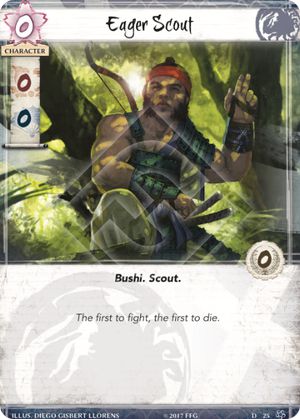 Eager Scout
0
CHARACTER
0
0
0
Bushi. Scout.
The first to fight, the first to die.
ILLUS. DIEGO GISBERT LLORENS ©2017 FFG D 25